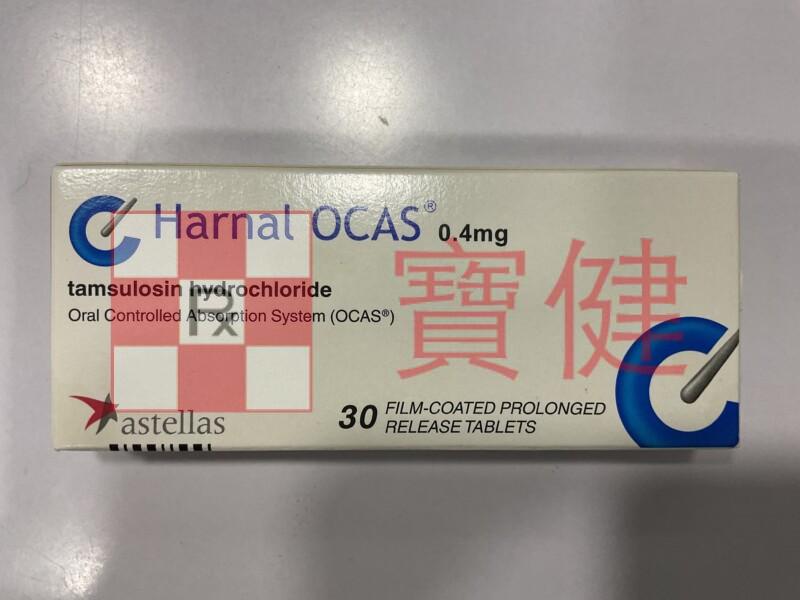 Harnal OCAS® 0.4mg
tamsulosin hydrochloride
Oral Controlled Absorption System (OCAS®)
Rx
寶健
astellas
30 FILM-COATED PROLONGED
RELEASE TABLETS